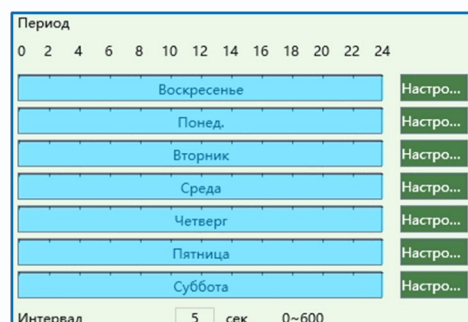 Период
0 2 4 6 8 10 12 14 16 18 20 22 24
Воскресенье Настро...
Понед. Настро...
Вторник Настро...
Среда Настро...
Четверг Настро...
Пятница Настро...
Суббота Настро...
Интервал 5 сек 0~600